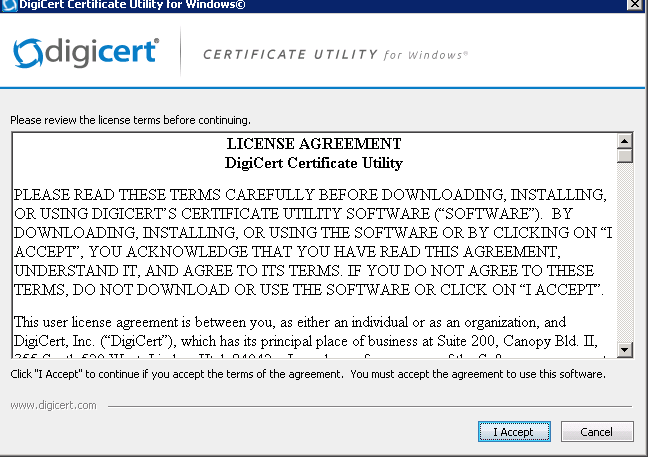 DigiCert Certificate Utility for Windows©
digicert®
CERTIFICATE UTILITY for Windows®
Please review the license terms before continuing.
LICENSE AGREEMENT
DigiCert Certificate Utility
PLEASE READ THESE TERMS CAREFULLY BEFORE DOWNLOADING, INSTALLING,
OR USING DIGICERT'S CERTIFICATE UTILITY SOFTWARE (“SOFTWARE”).  BY
DOWNLOADING, INSTALLING, OR USING THE SOFTWARE OR BY CLICKING ON “I
ACCEPT”, YOU ACKNOWLEDGE THAT YOU HAVE READ THIS AGREEMENT,
UNDERSTAND IT, AND AGREE TO ITS TERMS. IF YOU DO NOT AGREE TO THESE
TERMS, DO NOT DOWNLOAD OR USE THE SOFTWARE OR CLICK ON “I ACCEPT”.
This user license agreement is between you, as either an individual or as an organization, and
DigiCert, Inc. (“DigiCert”), which has its principal place of business at Suite 200, Canopy Bld. II,
Click "I Accept" to continue if you accept the terms of the agreement.  You must accept the agreement to use this software.
www.digicert.com
I Accept
Cancel